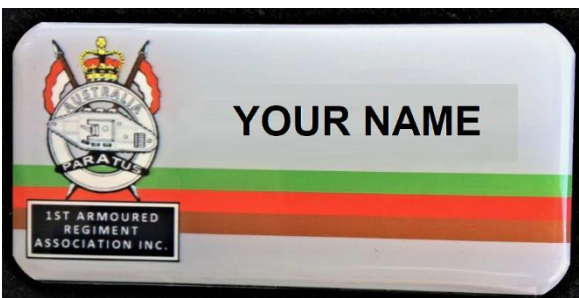 AUSTRALIA
YOUR NAME
PARATUS
1ST ARMOURED
REGIMENT
ASSOCIATION INC.